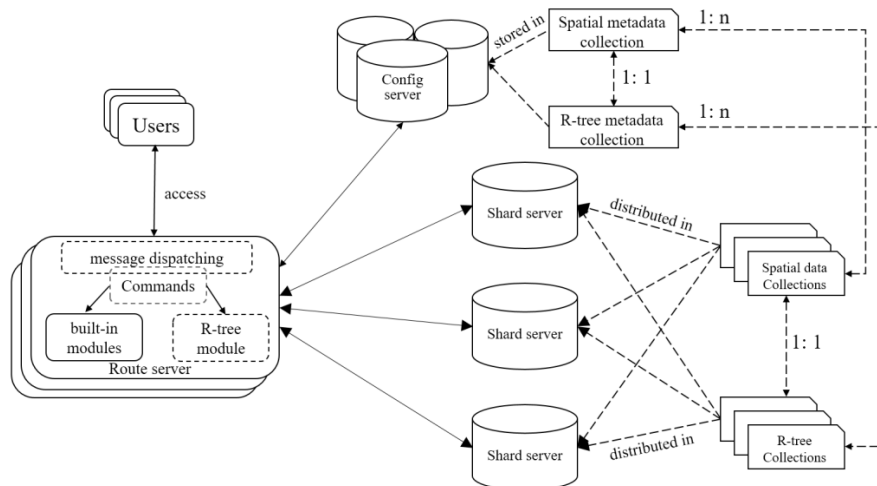 Spatial metadata
collection
1: n
stored in
1: 1
Config
server
R-tree metadata
collection
1: n
Users
access
Shard server
distributed in
message dispatching
Commands
built-in
modules
R-tree
module
Route server
Spatial data
Collections
Shard server
1: 1
Shard server
distributed in
R-tree
Collections